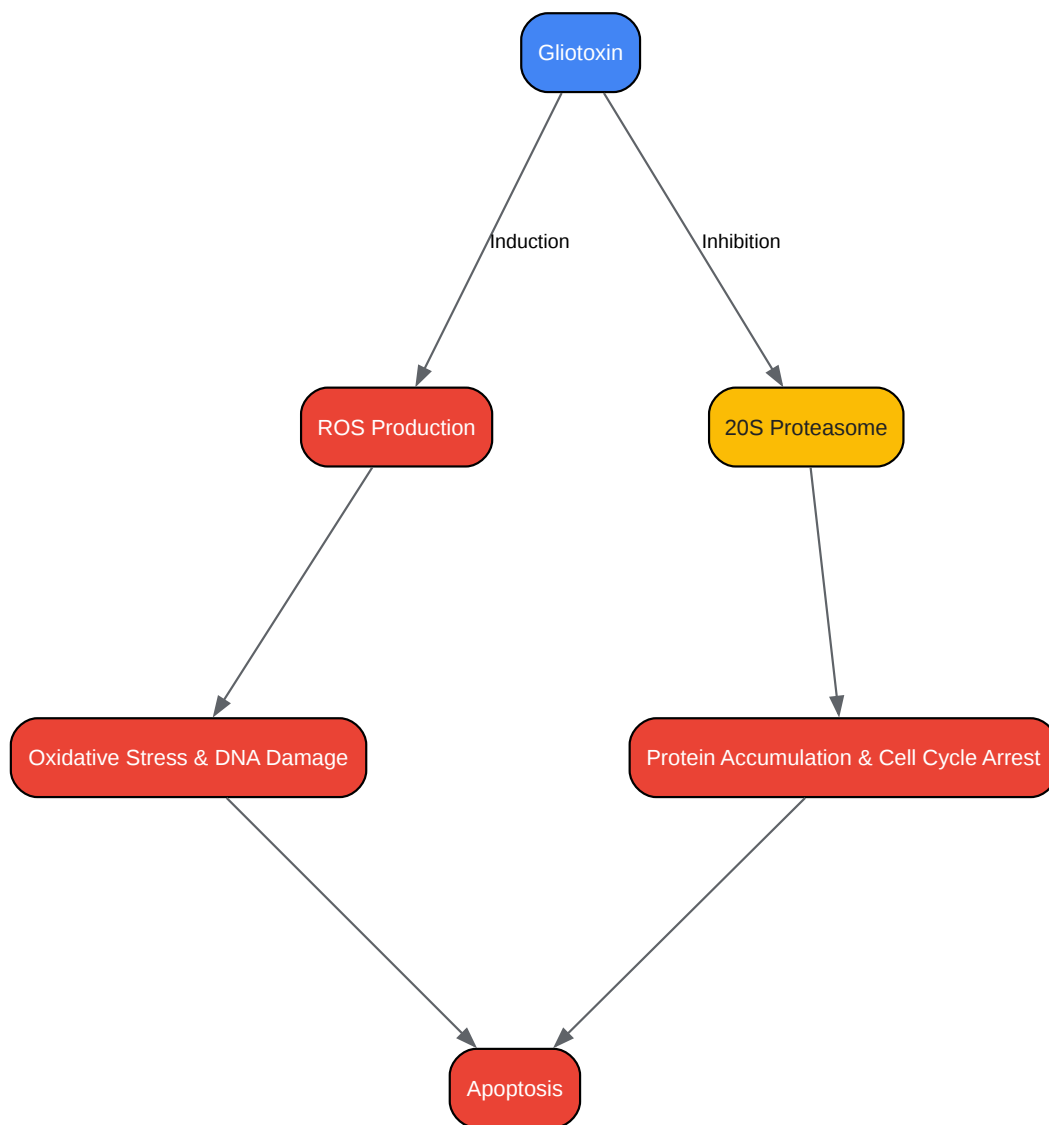 Gliotoxin
Induction
Inhibition
ROS Production
20S Proteasome
Oxidative Stress & DNA Damage
Protein Accumulation & Cell Cycle Arrest
Apoptosis